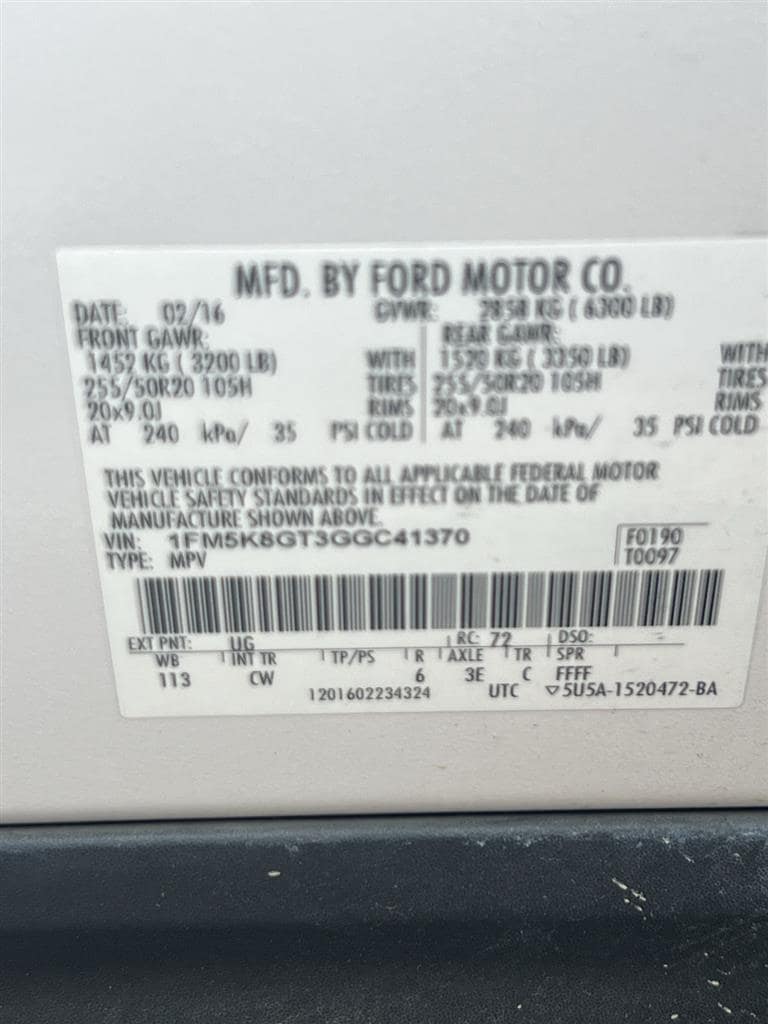 MFD. BY FORD MOTOR CO.
DATE: 02/16 GVWR: 2858 KG ( 6300 LB)
FRONT GAWR: REAR GAWR:
1452 KG ( 3200 LB) WITH 1520 KG ( 3350 LB) WITH
255/50R20 105H TIRES 255/50R20 105H TIRES
20x9.0J RIMS 20x9.0J RIMS
AT 240 kPa/ 35 PSI COLD AT 240 kPa/ 35 PSI COLD
THIS VEHICLE CONFORMS TO ALL APPLICABLE FEDERAL MOTOR
VEHICLE SAFETY STANDARDS IN EFFECT ON THE DATE OF
MANUFACTURE SHOWN ABOVE.
VIN: 1FM5K8GT3GGC41370 F0190
TYPE: MPV T0097
EXT PNT: UG RC: 72 DSO:
WB INT TR TP/PS R AXLE TR SPR
113 CW 6 3E C FFFF
1201602234324 UTC ▽5U5A-1520472-BA